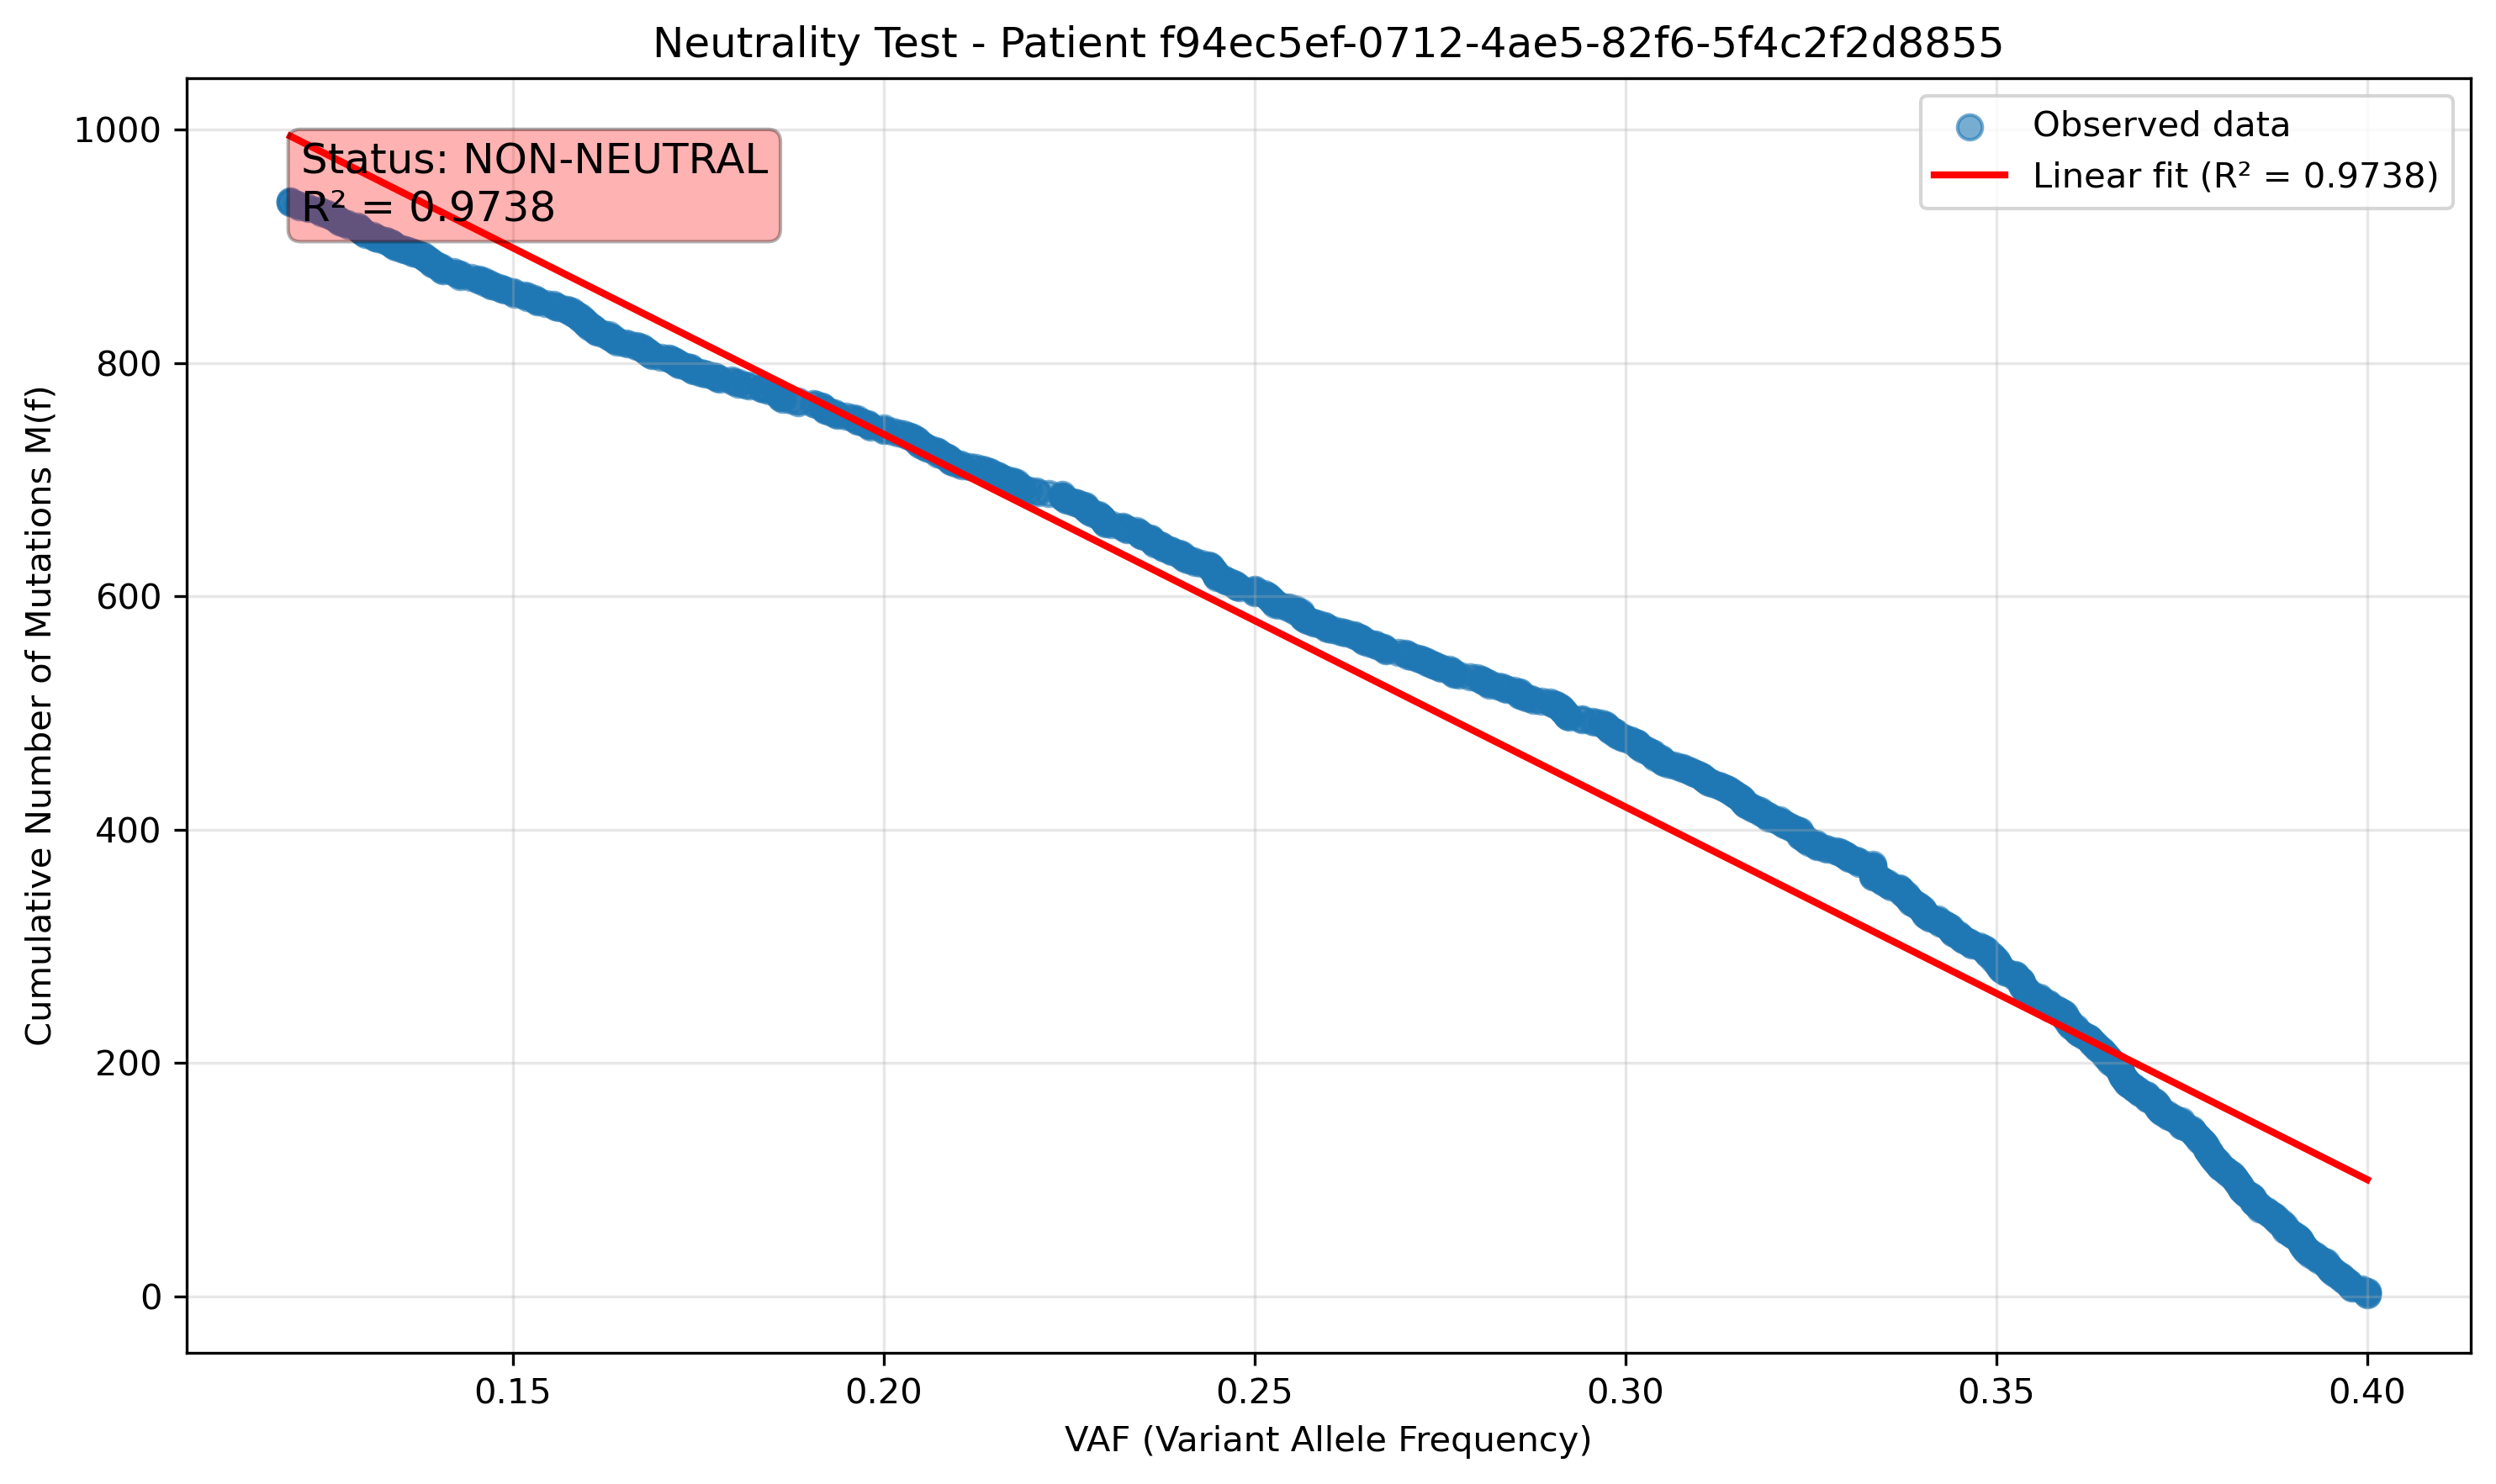 Neutrality Test - Patient f94ec5ef-0712-4ae5-82f6-5f4c2f2d8855
Cumulative Number of Mutations M(f)
1000
800
600
400
200
0
Status: NON-NEUTRAL
R² = 0.9738
Observed data
Linear fit (R² = 0.9738)
0.15
0.20
0.25
0.30
0.35
0.40
VAF (Variant Allele Frequency)